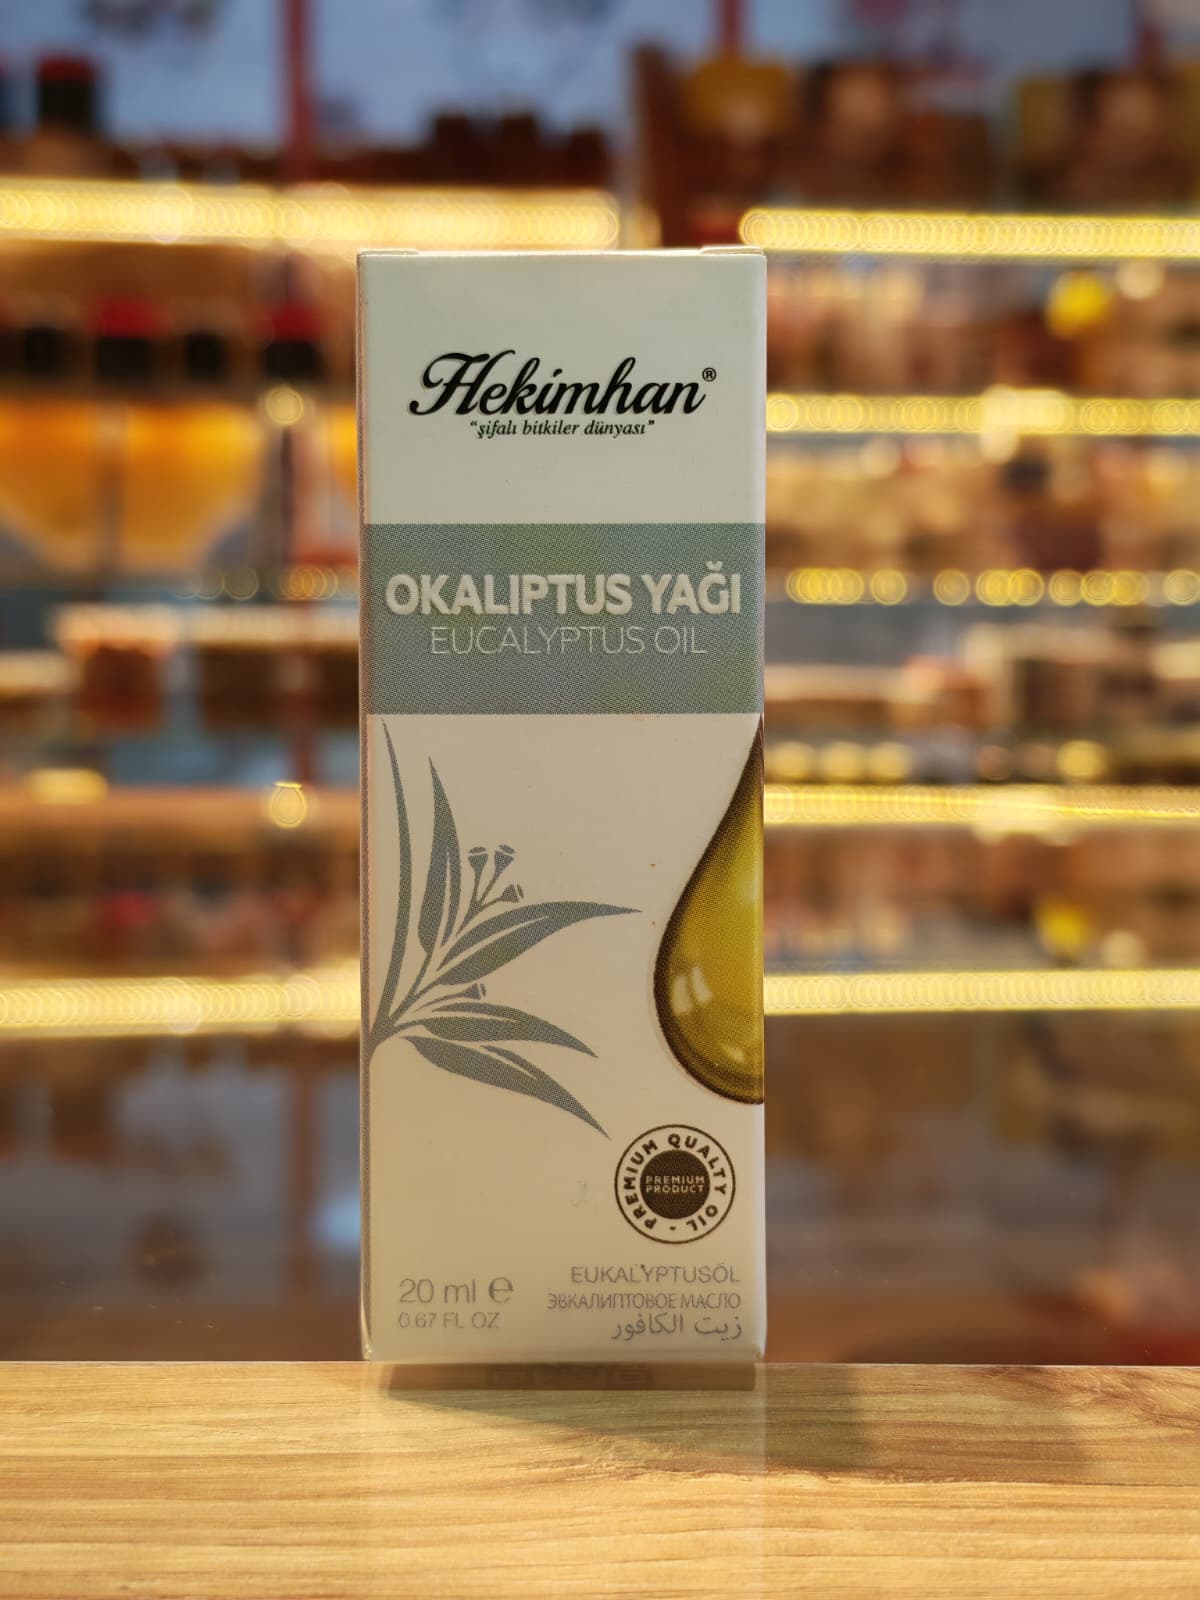 Hekimhan®
"şifalı bitkiler dünyası"
OKALIPTUS YAĞI
EUCALYPTUS OIL
PREMIUM QUALTY OIL -
PREMIUM
PRODUCT
20 ml ℮
0.67 FL OZ
EUKALYPTUSÖL
ЭВКАЛИПТОВОЕ МАСЛО
زيت الكافور